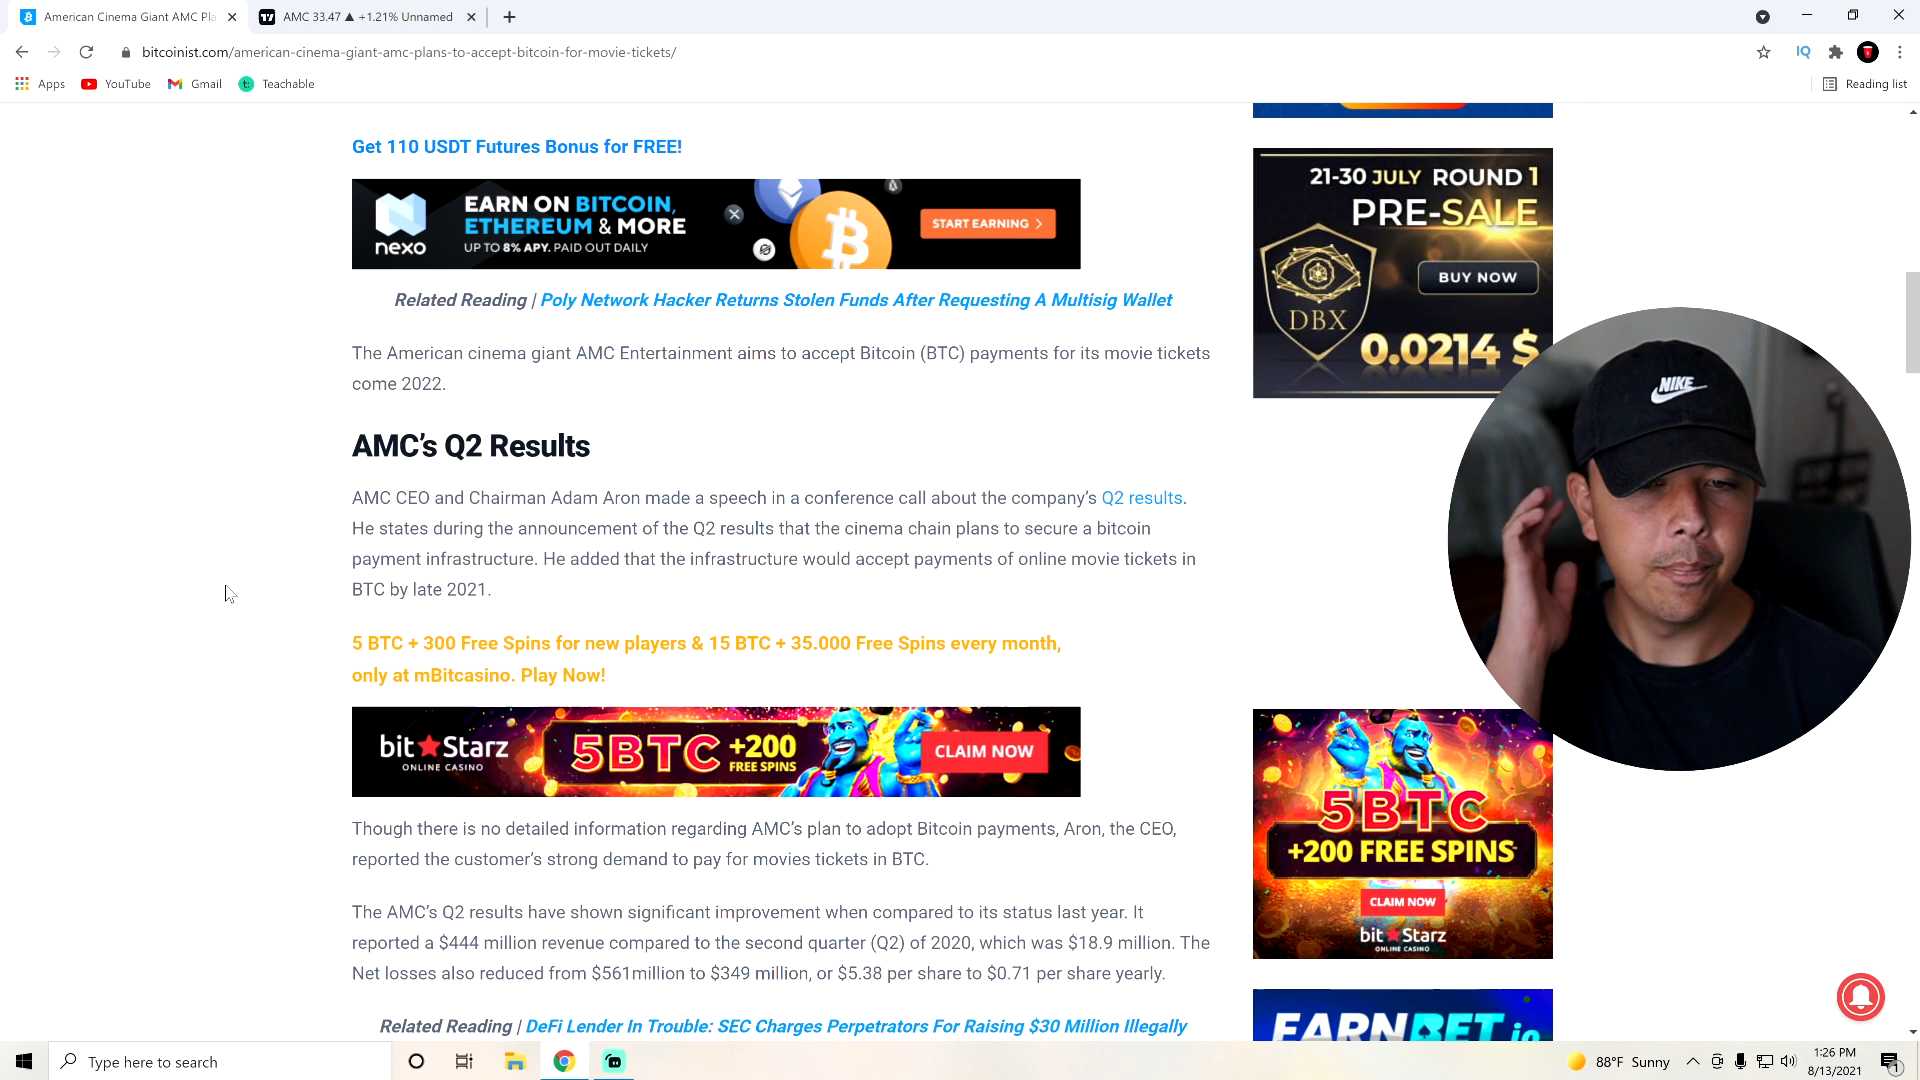 American Cinema Giant AMC Pla
AMC 33.47 ▲ +1.21% Unnamed
bitcoinist.com/american-cinema-giant-amc-plans-to-accept-bitcoin-for-movie-tickets/
IQ
Apps
YouTube
Gmail
Teachable
Reading list
Get 110 USDT Futures Bonus for FREE!
nexo
EARN ON BITCOIN,
ETHEREUM & MORE
UP TO 8% APY. PAID OUT DAILY
START EARNING >
21-30 JULY ROUND 1
PRE-SALE
BUY NOW
DBX
0.0214 $
Related Reading | Poly Network Hacker Returns Stolen Funds After Requesting A Multisig Wallet
The American cinema giant AMC Entertainment aims to accept Bitcoin (BTC) payments for its movie tickets
come 2022.
NIKE
AMC’s Q2 Results
AMC CEO and Chairman Adam Aron made a speech in a conference call about the company’s Q2 results.
He states during the announcement of the Q2 results that the cinema chain plans to secure a bitcoin
payment infrastructure. He added that the infrastructure would accept payments of online movie tickets in
BTC by late 2021.
5 BTC + 300 Free Spins for new players & 15 BTC + 35.000 Free Spins every month,
only at mBitcasino. Play Now!
bit Starz
ONLINE CASINO
5BTC +200
FREE SPINS
CLAIM NOW
5BTC
+200 FREE SPINS
CLAIM NOW
bit Starz
ONLINE CASINO
Though there is no detailed information regarding AMC’s plan to adopt Bitcoin payments, Aron, the CEO,
reported the customer’s strong demand to pay for movies tickets in BTC.
The AMC’s Q2 results have shown significant improvement when compared to its status last year. It
reported a $444 million revenue compared to the second quarter (Q2) of 2020, which was $18.9 million. The
Net losses also reduced from $561million to $349 million, or $5.38 per share to $0.71 per share yearly.
Related Reading | DeFi Lender In Trouble: SEC Charges Perpetrators For Raising $30 Million Illegally
EARNBET.io
Type here to search
88°F Sunny
1:26 PM
8/13/2021
1